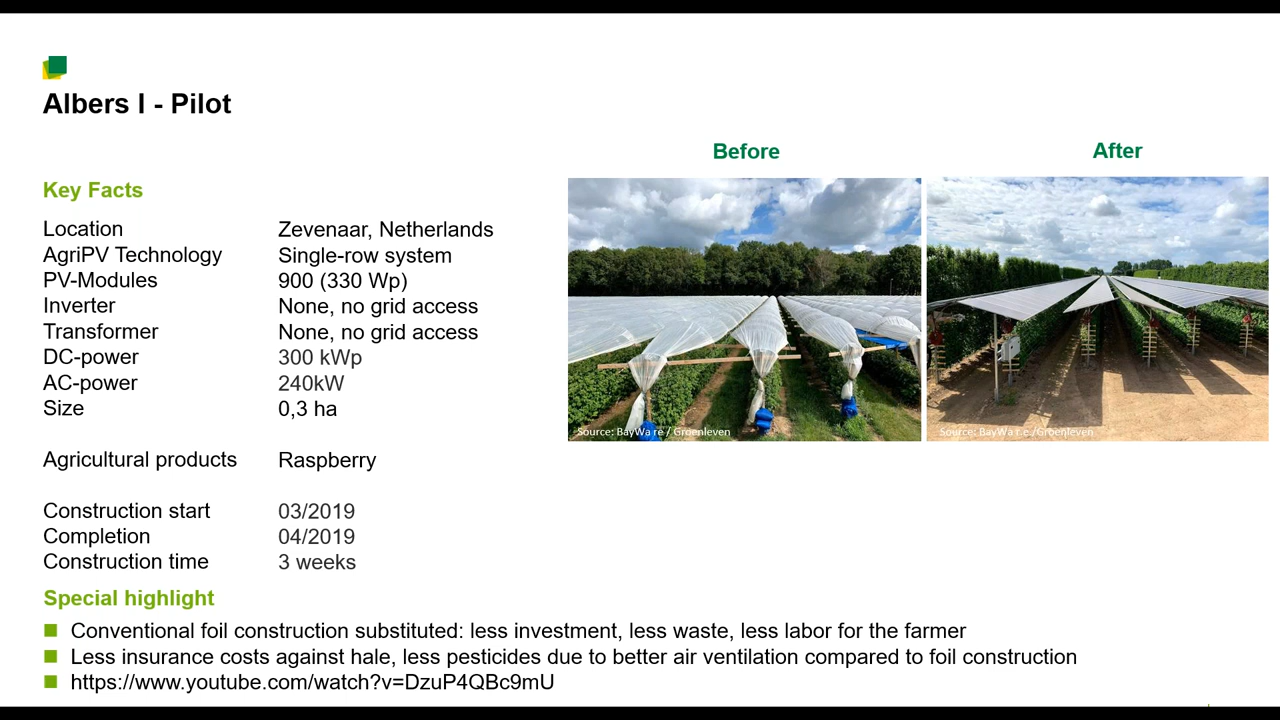 Albers I - Pilot
Before
After
Key Facts
Location Zevenaar, Netherlands
AgriPV Technology Single-row system
PV-Modules 900 (330 Wp)
Inverter None, no grid access
Transformer None, no grid access
DC-power 300 kWp
AC-power 240kW
Size 0,3 ha
Source: BayWa re / Groenleven
Source: BayWa r.e./Groenleven
Agricultural products Raspberry
Construction start 03/2019
Completion 04/2019
Construction time 3 weeks
Special highlight
Conventional foil construction substituted: less investment, less waste, less labor for the farmer
Less insurance costs against hale, less pesticides due to better air ventilation compared to foil construction
https://www.youtube.com/watch?v=DzuP4QBc9mU